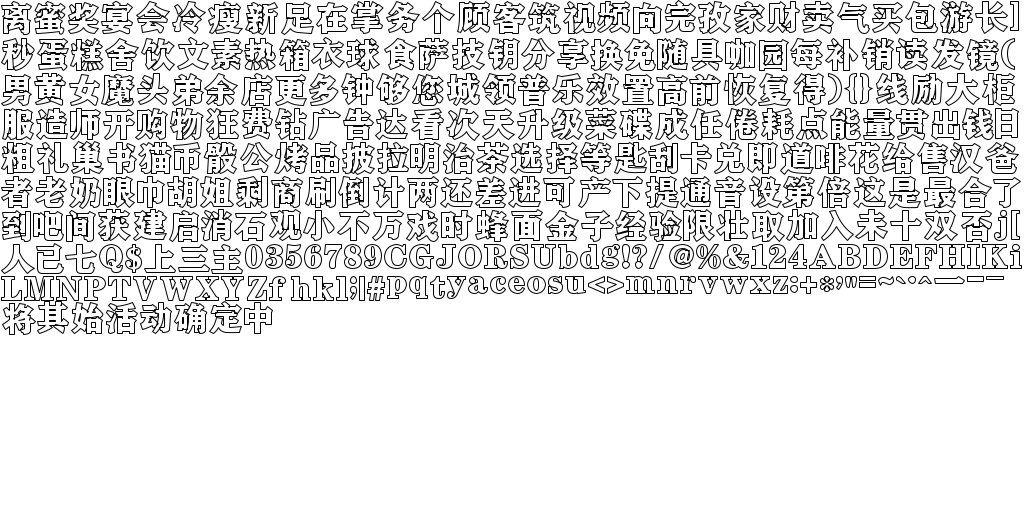 离蜜奖宴会冷瘦新足在掌务个顾客筑视频向完孜家财卖气买包游长]
秒蛋糕舍饮文素热箱衣球食萨技钥分享换免随具咖园每补销读发镜(
男黄女魔头弟余店更多钟够您城领普乐效置高前恢复得){|}线励大柜
服造师开购物狂费钻广告达看次天升级菜碟成任倦耗点能量贯出钱日
粗礼巢书猫币骰公烤品披拉明治茶选择等匙刮卡兑即道啡花给售汉爸
者老奶眼巾胡姐剩商刷倒计两还差进可产下提通音设第倍这是最合了
到吧间获建启消石观小不万戏时蜂面金子经验限壮取加入未十双否j[
人己七Q$上三主0356789CGJORSUbdg!?/@%&124ABDEFHIKi
LMNPTVWXYZfhkl;|#pqtyaceosu<>mnrvwxz:+*,"=~`'^—–-
将其始活动确定中